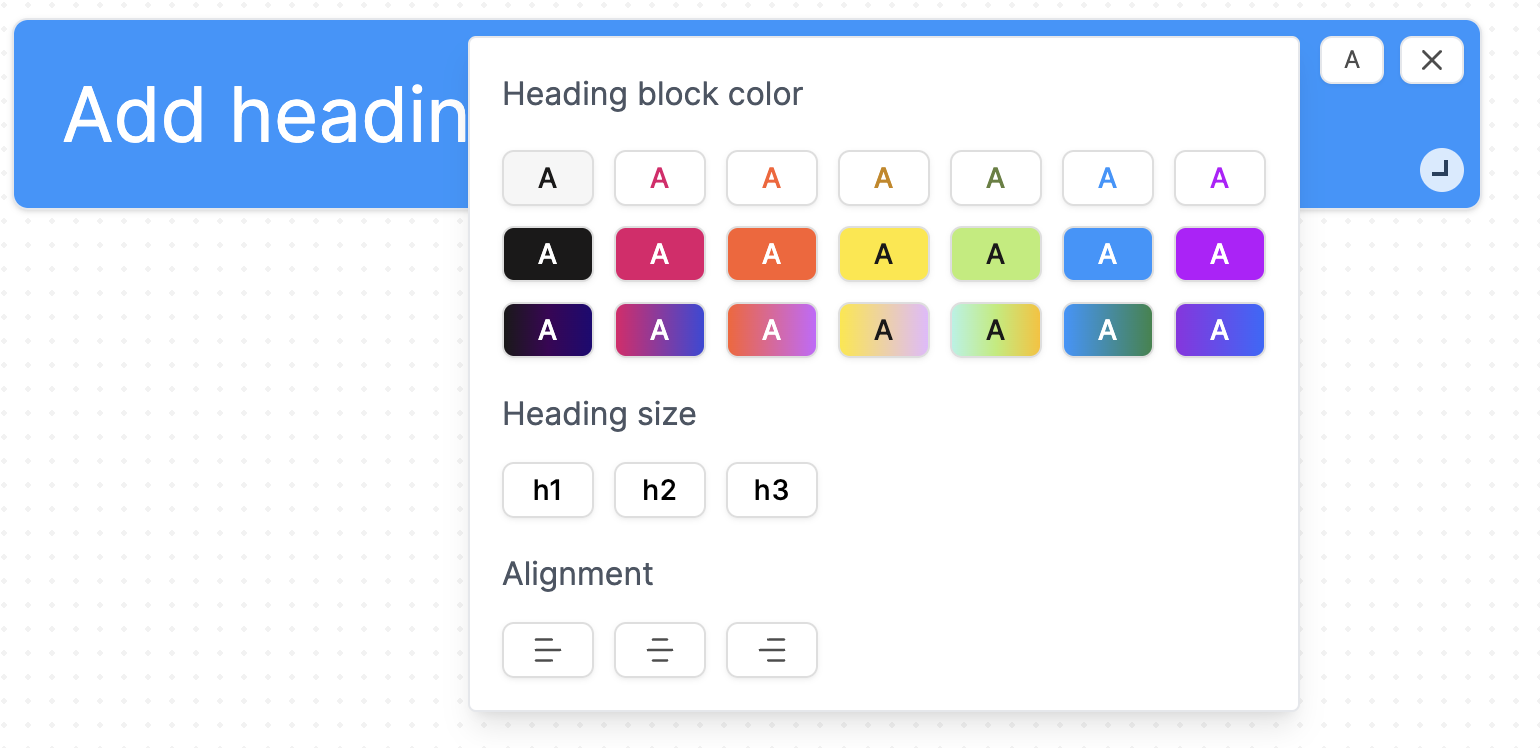 Add headin
A
Heading block color
A A A A A A A
A A A A A A A
A A A A A A A
Heading size
h1 h2 h3
Alignment